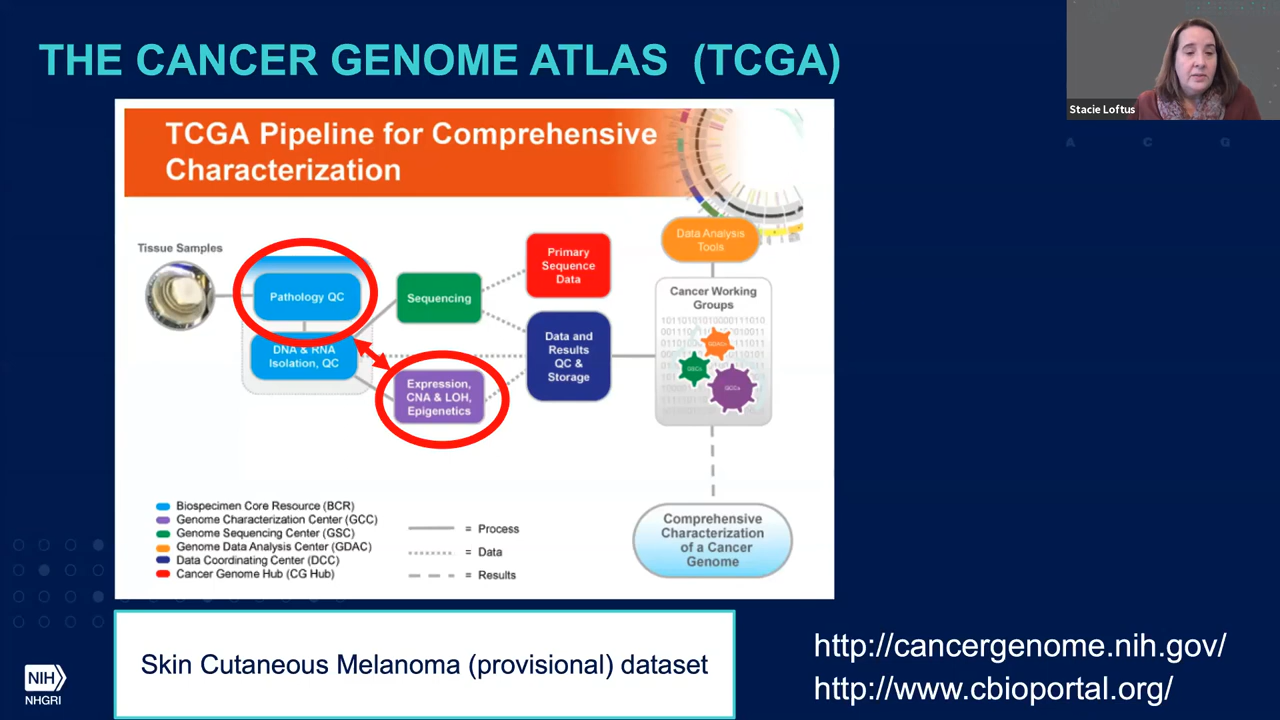 THE CANCER GENOME ATLAS (TCGA)
Stacie Loftus
A C G
TCGA Pipeline for Comprehensive
Characterization
Tissue Samples
Pathology QC
DNA & RNA
Isolation, QC
Sequencing
Expression,
CNA & LOH,
Epigenetics
Primary
Sequence
Data
Data and
Results
QC &
Storage
Data Analysis
Tools
Cancer Working
Groups
GSCs
GCCs
Comprehensive
Characterization
of a Cancer
Genome
Biospecimen Core Resource (BCR)
Genome Characterization Center (GCC)
Genome Sequencing Center (GSC)
Genome Data Analysis Center (GDAC)
Data Coordinating Center (DCC)
Cancer Genome Hub (CG Hub)
= Process
= Data
= Results
Skin Cutaneous Melanoma (provisional) dataset
http://cancergenome.nih.gov/
http://www.cbioportal.org/
NIH
NHGRI